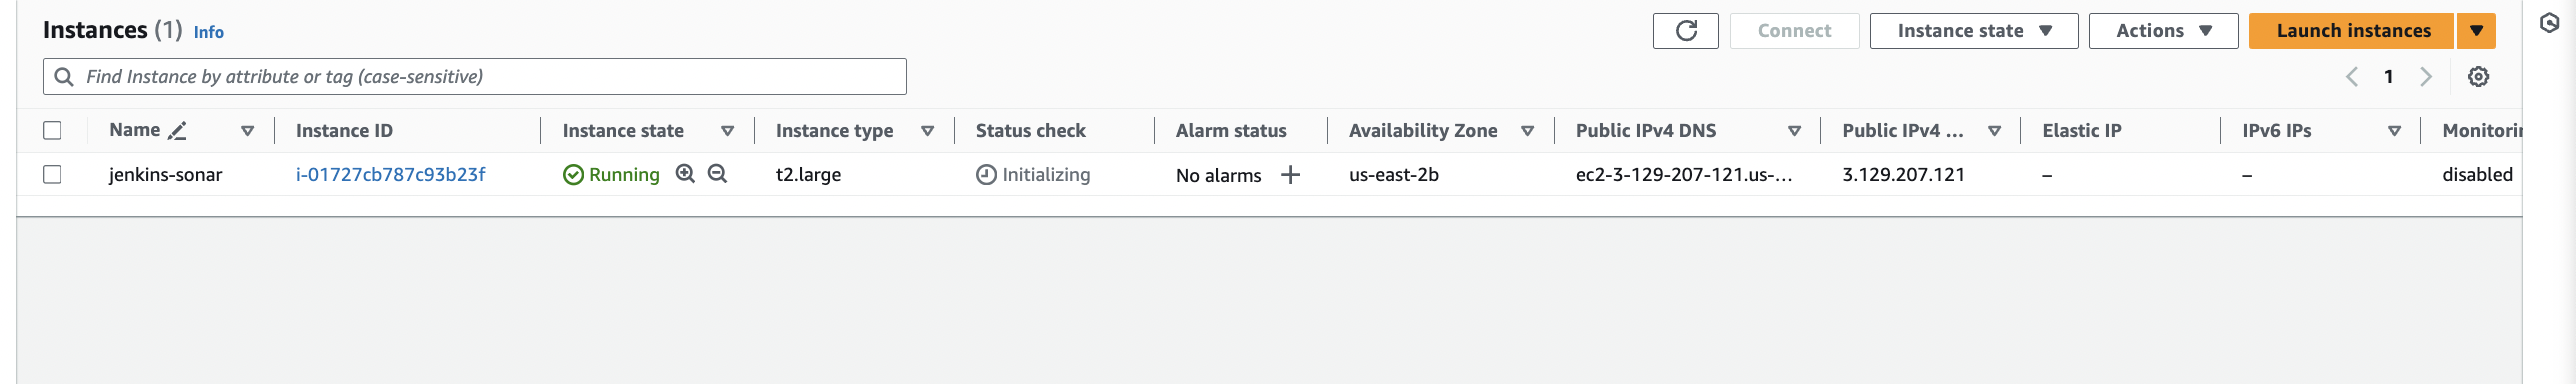 Instances (1) Info
Connect Instance state Actions Launch instances
Find Instance by attribute or tag (case-sensitive)
1
Name Instance ID Instance state Instance type Status check Alarm status Availability Zone Public IPv4 DNS Public IPv4 ... Elastic IP IPv6 IPs
jenkins-sonar i-01727cb787c93b23f Running t2.large Initializing No alarms + us-east-2b ec2-3-129-207-121.us-... 3.129.207.121 – – disabled